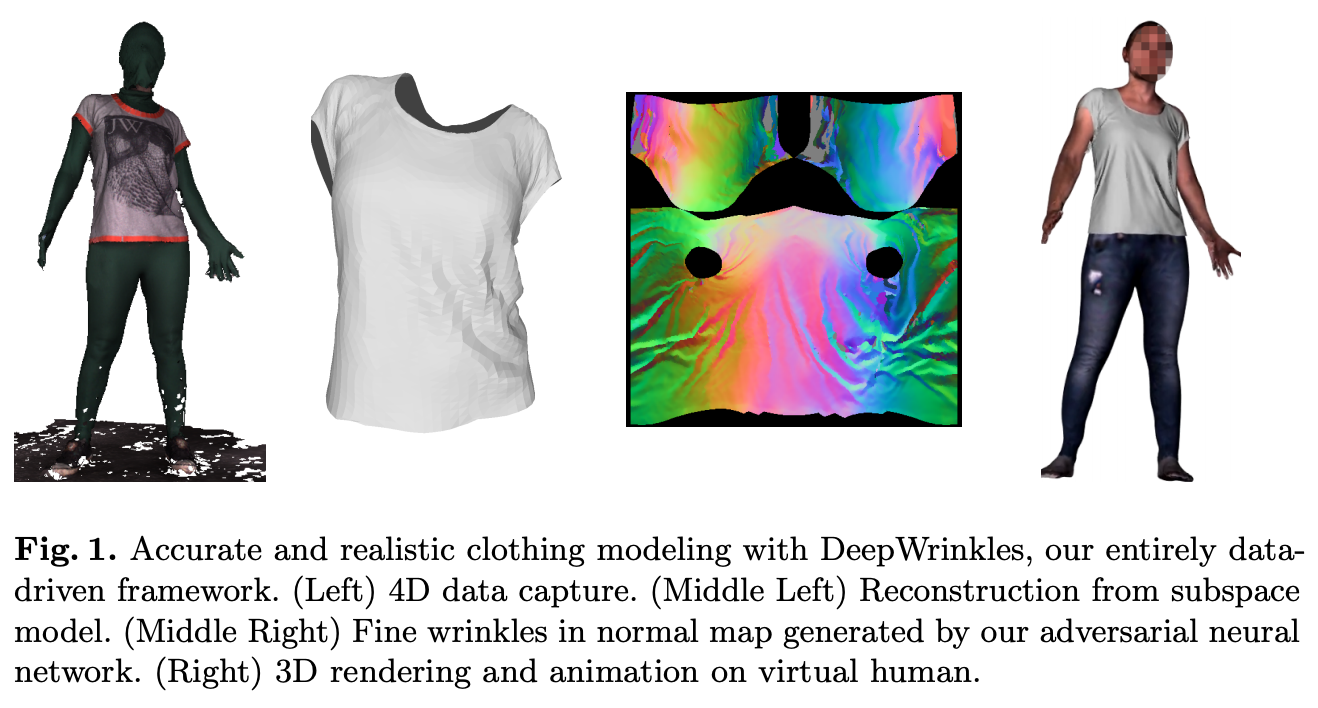 JW
Fig. 1. Accurate and realistic clothing modeling with DeepWrinkles, our entirely data-
driven framework. (Left) 4D data capture. (Middle Left) Reconstruction from subspace
model. (Middle Right) Fine wrinkles in normal map generated by our adversarial neural
network. (Right) 3D rendering and animation on virtual human.